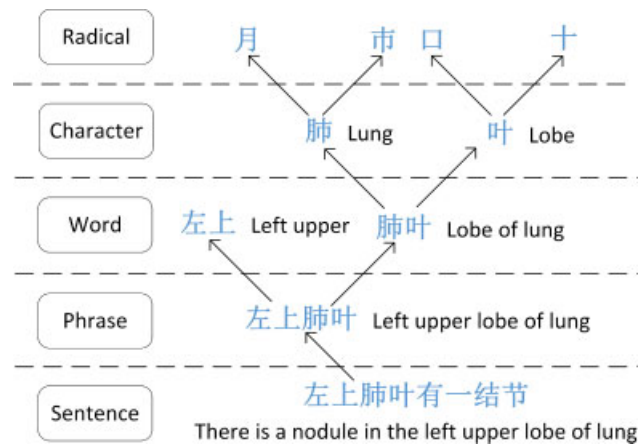 Radical 月 市 口 十
Character 肺 Lung 叶 Lobe
Word 左上 Left upper 肺叶 Lobe of lung
Phrase 左上肺叶 Left upper lobe of lung
左上肺叶有一结节
Sentence
There is a nodule in the left upper lobe of lung